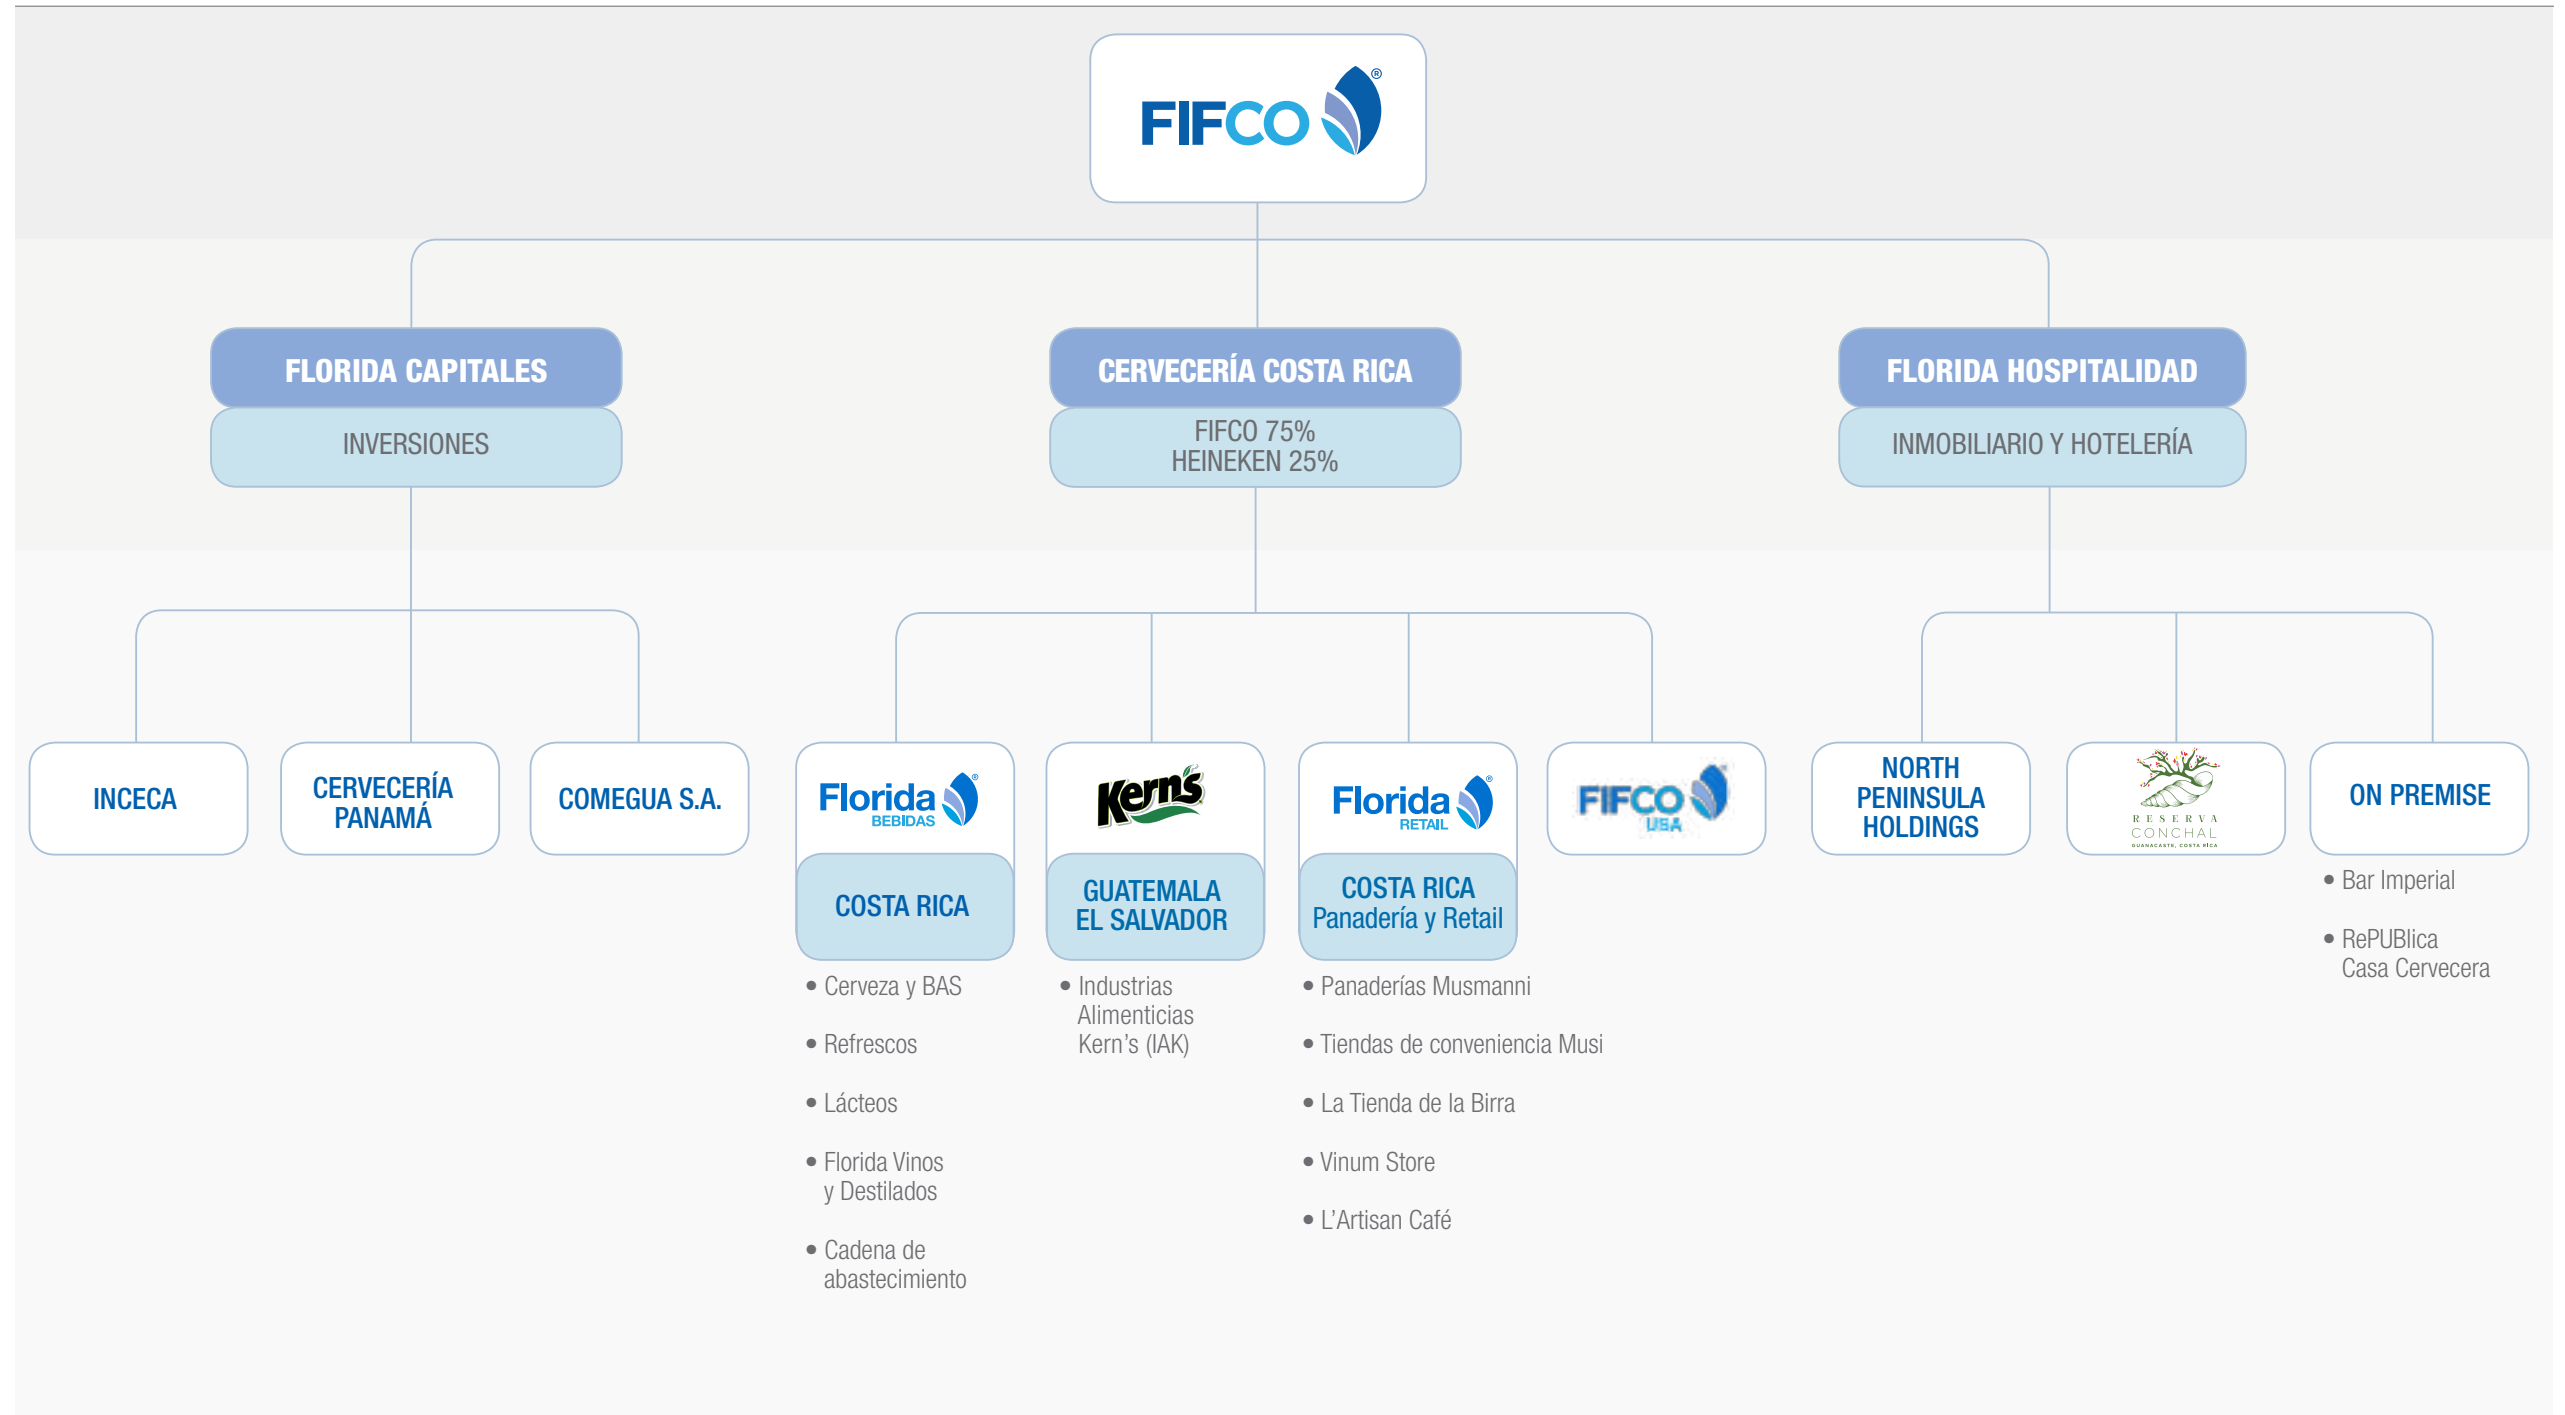 FIFCO®
FLORIDA CAPITALES
INVERSIONES
CERVECERÍA COSTA RICA
FIFCO 75%
HEINEKEN 25%
FLORIDA HOSPITALIDAD
INMOBILIARIO Y HOTELERÍA
INCECA
CERVECERÍA
PANAMÁ
COMEGUA S.A.
Florida®
BEBIDAS
COSTA RICA
• Cerveza y BAS
• Refrescos
• Lácteos
• Florida Vinos
y Destilados
• Cadena de
abastecimiento
Kern's
GUATEMALA
EL SALVADOR
• Industrias
Alimenticias
Kern’s (IAK)
Florida®
RETAIL
COSTA RICA
Panadería y Retail
• Panaderías Musmanni
• Tiendas de conveniencia Musi
• La Tienda de la Birra
• Vinum Store
• L’Artisan Café
FIFCO
USA
NORTH
PENINSULA
HOLDINGS
RESERVA
CONCHAL
GUANACASTE, COSTA RICA
ON PREMISE
• Bar Imperial
• RePUBlica
Casa Cervecera